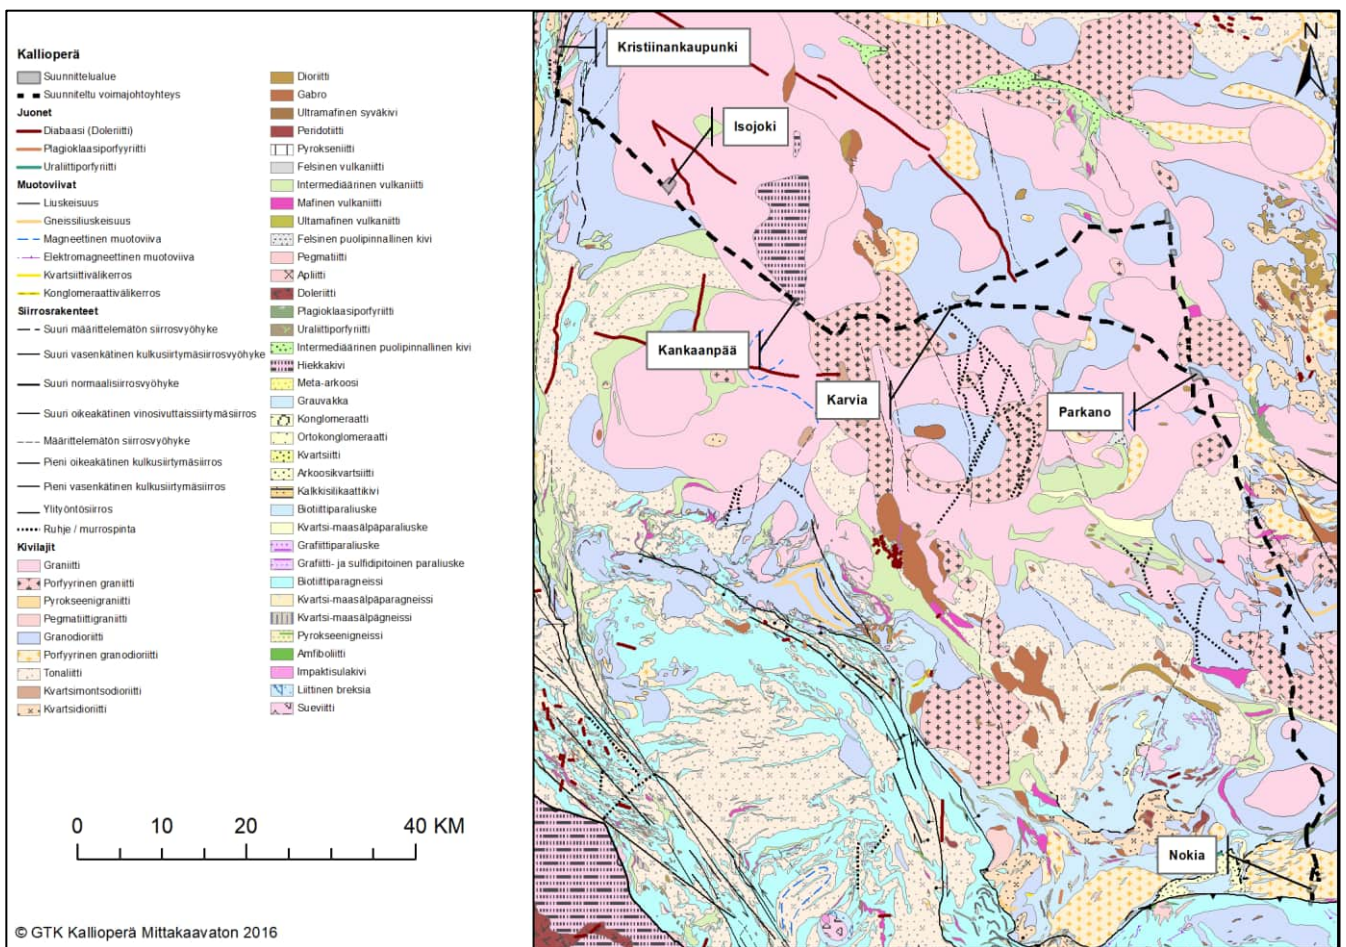 Kallioperä
Suunnittelualue
Suunniteltu voimajohtoyhteys
Juonet
Diabaasi (Doleriitti)
Plagioklaasiporfyyriitti
Uraliittiporfyriitti
Muotoviivat
Liuskeisuus
Gneissiliuskeisuus
Magneettinen muotoviiva
Elektromagneettinen muotoviiva
Kvartsiittivälikerros
Konglomeraattivälikerros
Siirrosrakenteet
Suuri määrittelemätön siirrosvyöhyke
Suuri vasenkätinen kulkusiirtymäsiirrosvyöhyke
Suuri normaalisiirrosvyöhyke
Suuri oikeakätinen vinosivuttaissiirtymäsiirros
Määrittelemätön siirrosvyöhyke
Pieni oikeakätinen kulkusiirtymäsiirros
Pieni vasenkätinen kulkusiirtymäsiirros
Ylityöntösiirros
Ruhje / murrospinta
Kivilajit
Graniitti
Porfyyrinen graniitti
Pyrokseenigraniitti
Pegmatiittigraniitti
Granodioriitti
Porfyyrinen granodioriitti
Tonaliitti
Kvartsimontsodioriitti
Kvartsidioriitti
Dioriitti
Gabro
Ultramafinen syväkivi
Peridotiitti
Pyrokseniitti
Felsinen vulkaniitti
Intermediäärinen vulkaniitti
Mafinen vulkaniitti
Ultamafinen vulkaniitti
Felsinen puolipinnallinen kivi
Pegmatiitti
Apliitti
Doleriitti
Plagioklaasiporfyriitti
Uraliittiporfyriitti
Intermediäärinen puolipinnallinen kivi
Hiekkakivi
Meta-arkoosi
Grauvakka
Konglomeraatti
Ortokonglomeraatti
Kvartsiitti
Arkoosikvartsiitti
Kalkkisilikaattikivi
Biotiittiparaliuske
Kvartsi-maasälpäparaliuske
Grafiittiparaliuske
Grafiitti- ja sulfidipitoinen paraliuske
Biotiittiparagneissi
Kvartsi-maasälpäparagneissi
Kvartsi-maasälpägneissi
Pyrokseenigneissi
Amfiboliitti
Impaktisulakivi
Liittinen breksia
Sueviitti
0 10 20 40 KM
© GTK Kallioperä Mittakaavaton 2016
N
Kristiinankaupunki
Isojoki
Kankaanpää
Karvia
Parkano
Nokia